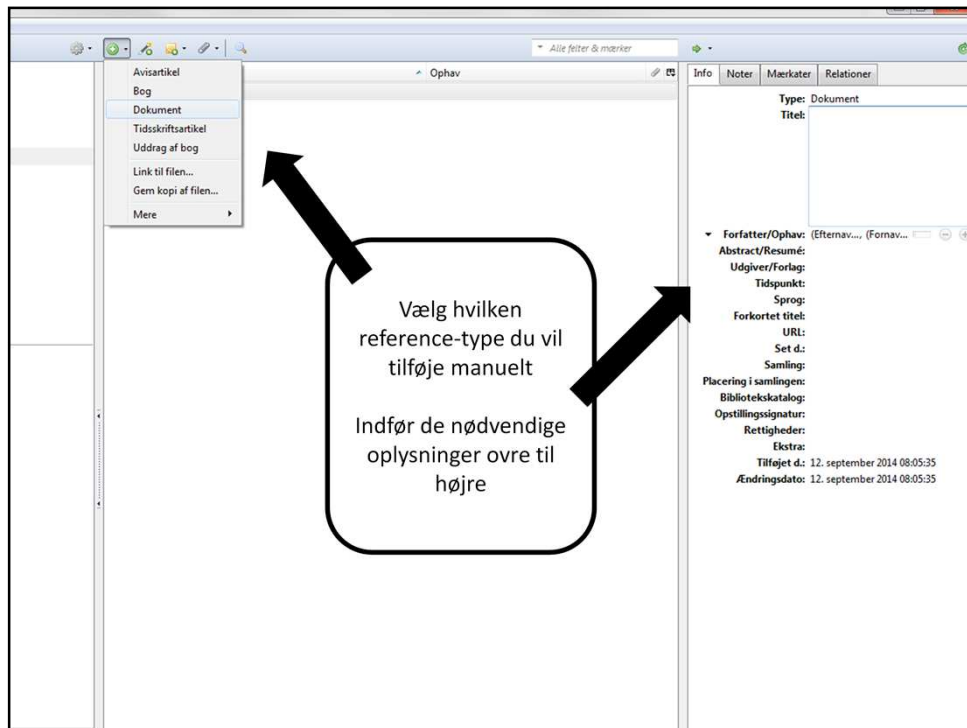 Alle felter & mærker
Ophav
Avisartikel
Bog
Dokument
Tidsskriftsartikel
Uddrag af bog
Link til filen...
Gem kopi af filen...
Mere
Vælg hvilken
reference-type du vil
tilføje manuelt
Indfør de nødvendige
oplysninger ovre til
højre
Info Noter Mærkater Relationer
Type: Dokument
Titel:
Forfatter/Ophav: (Efternav..., (Fornav...
Abstract/Resumé:
Udgiver/Forlag:
Tidspunkt:
Sprog:
Forkortet titel:
URL:
Set d.:
Samling:
Placering i samlingen:
Bibliotekskatalog:
Opstillingssignatur:
Rettigheder:
Ekstra:
Tilføjet d.: 12. september 2014 08:05:35
Ændringsdato: 12. september 2014 08:05:35